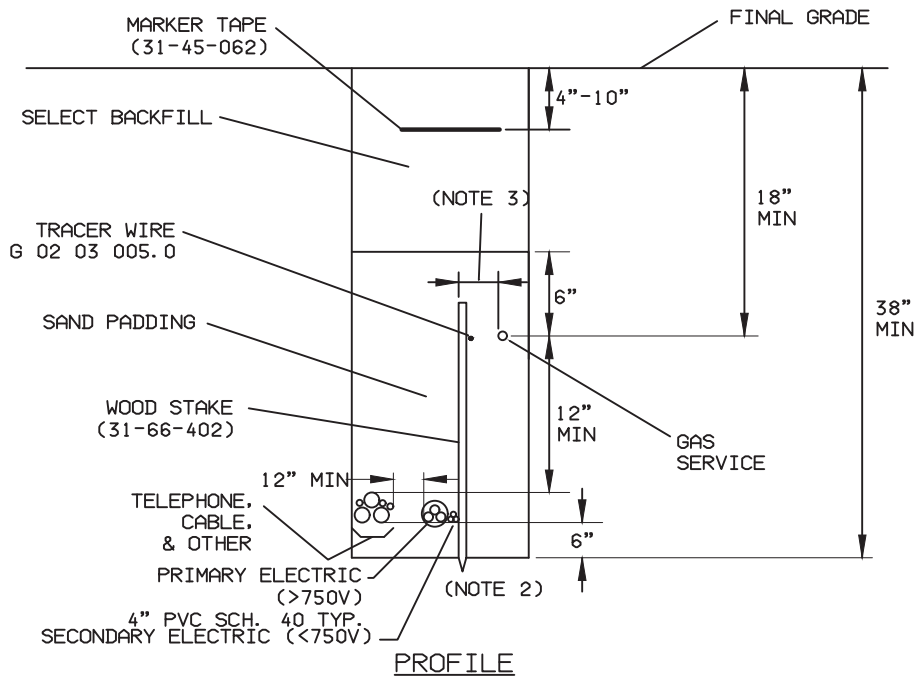 MARKER TAPE
(31-45-062)
FINAL GRADE
4"-10"
SELECT BACKFILL
(NOTE 3)
18"
MIN
TRACER WIRE
G 02 03 005.0
6"
38"
MIN
SAND PADDING
WOOD STAKE
(31-66-402)
12"
MIN
GAS
SERVICE
12" MIN
TELEPHONE,
CABLE,
& OTHER
6"
PRIMARY ELECTRIC
(>750V)
(NOTE 2)
4" PVC SCH. 40 TYP.
SECONDARY ELECTRIC (<750V)
PROFILE